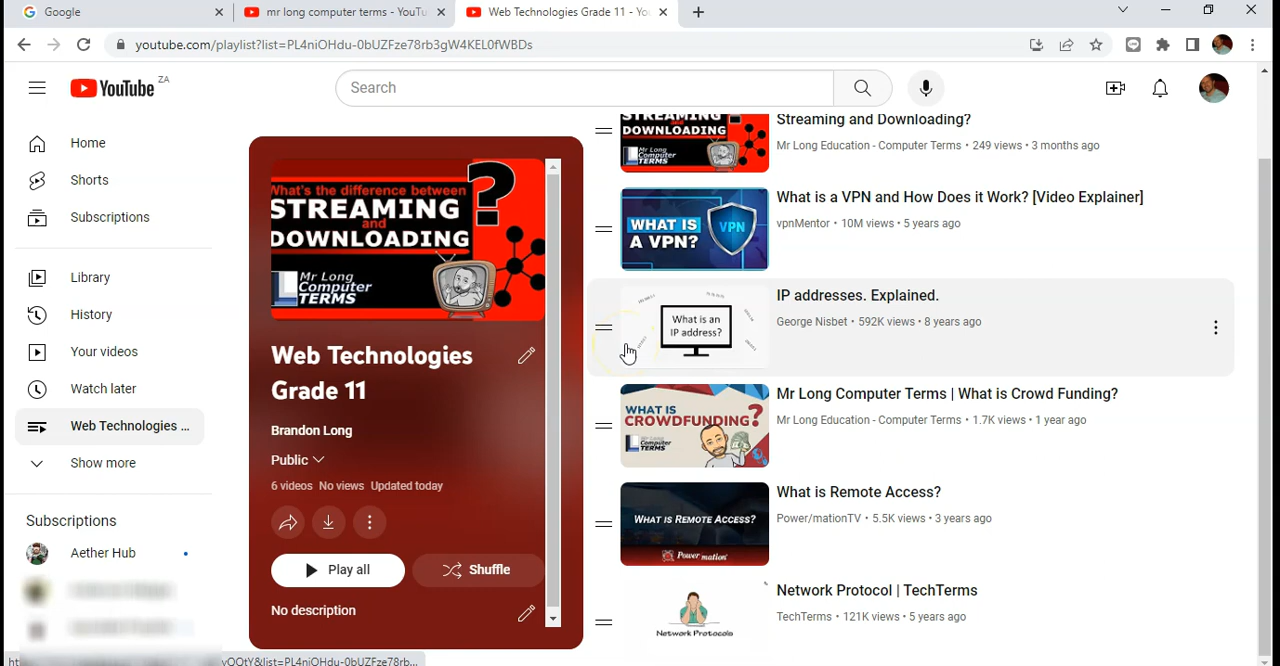 Google
mr long computer terms - YouTu
Web Technologies Grade 11 - Yo
youtube.com/playlist?list=PL4niOHdu-0bUZFze78rb3gW4KEL0fWBDs
YouTube ZA
Search
Home
Shorts
Subscriptions
Library
History
Your videos
Watch later
Web Technologies ...
Show more
Subscriptions
Aether Hub
What's the difference between
STREAMING
and
DOWNLOADING
?
Mr Long
Computer
TERMS
Web Technologies
Grade 11
Brandon Long
Public
6 videos No views Updated today
Play all
Shuffle
No description
STREAMING
and
DOWNLOADING
Mr Long
Computer
TERMS
Streaming and Downloading?
Mr Long Education - Computer Terms • 249 views • 3 months ago
WHAT IS
A VPN?
VPN
What is a VPN and How Does it Work? [Video Explainer]
vpnMentor • 10M views • 5 years ago
What is an
IP address?
IP addresses. Explained.
George Nisbet • 592K views • 8 years ago
WHAT IS
CROWDFUNDING?
Mr Long Computer Terms | What is Crowd Funding?
Mr Long Education - Computer Terms • 1.7K views • 1 year ago
WHAT IS REMOTE ACCESS?
Power/mation
What is Remote Access?
Power/mationTV • 5.5K views • 3 years ago
Network Protocols
Network Protocol | TechTerms
TechTerms • 121K views • 5 years ago
yOOtY&list=PL4niOHdu-0bUZFze78rb...